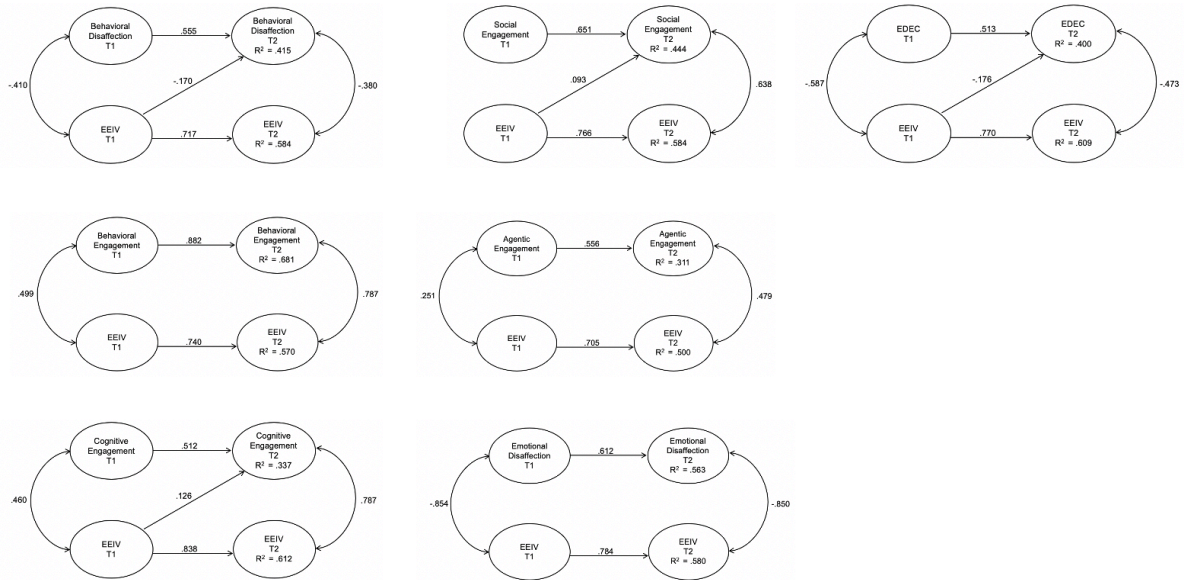 Behavioral
Disaffection
T1
.555
Behavioral
Disaffection
T2
R² = .415
-.410
-.170
-.380
EEIV
T1
.717
EEIV
T2
R² = .584
Social
Engagement
T1
.651
Social
Engagement
T2
R² = .444
.093
.638
EEIV
T1
.766
EEIV
T2
R² = .584
EDEC
T1
.513
EDEC
T2
R² = .400
-.587
-.176
-.473
EEIV
T1
.770
EEIV
T2
R² = .609
Behavioral
Engagement
T1
.882
Behavioral
Engagement
T2
R² = .681
.499
.787
EEIV
T1
.740
EEIV
T2
R² = .570
Agentic
Engagement
T1
.556
Agentic
Engagement
T2
R² = .311
.251
.479
EEIV
T1
.705
EEIV
T2
R² = .500
Cognitive
Engagement
T1
.512
Cognitive
Engagement
T2
R² = .337
.460
.126
.787
EEIV
T1
.838
EEIV
T2
R² = .612
Emotional
Disaffection
T1
.612
Emotional
Disaffection
T2
R² = .563
-.854
-.850
EEIV
T1
.784
EEIV
T2
R² = .580